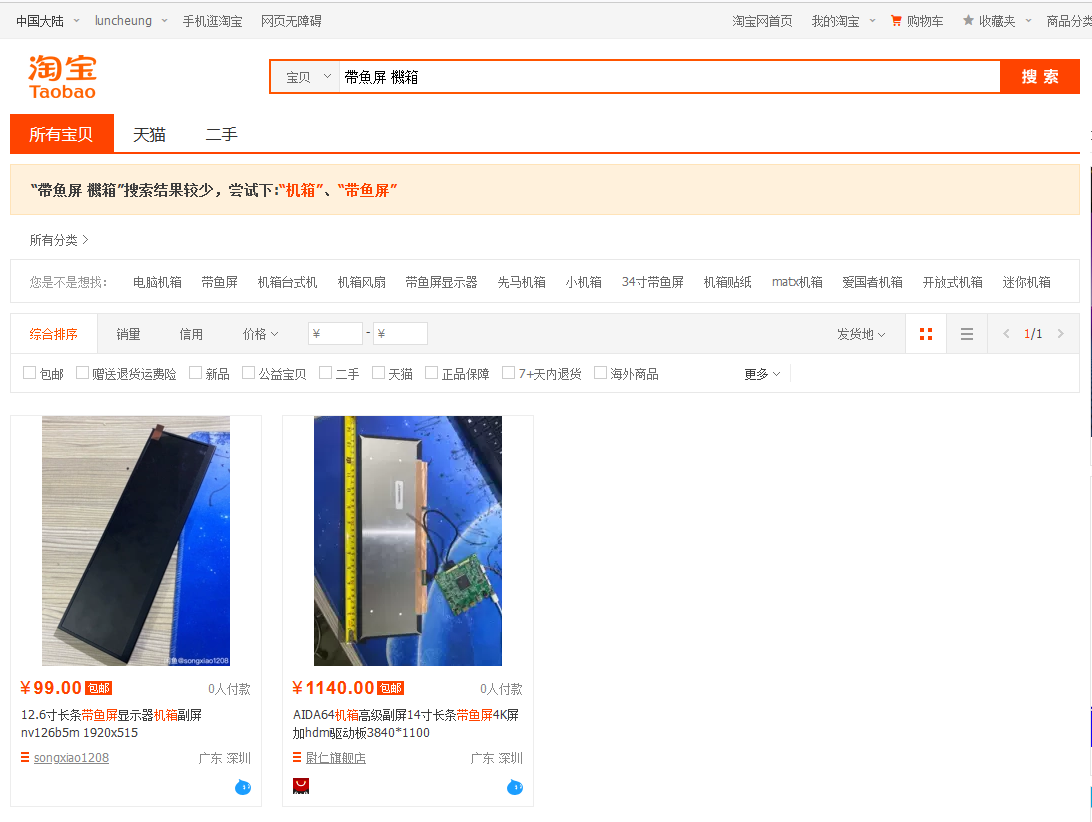 中国大陆 luncheung 手机逛淘宝 网页无障碍 淘宝网首页 我的淘宝 购物车 收藏夹 商品分类
淘宝
Taobao
宝贝 帶鱼屏 機箱 搜 索
所有宝贝 天猫 二手
“带鱼屏 機箱”搜索结果较少，尝试下:“机箱”、“带鱼屏”
所有分类 >
您是不是想找： 电脑机箱 带鱼屏 机箱台式机 机箱风扇 带鱼屏显示器 先马机箱 小机箱 34寸带鱼屏 机箱贴纸 matx机箱 爱国者机箱 开放式机箱 迷你机箱
综合排序 销量 信用 价格 ¥ - ¥ 发货地 < 1/1 >
包邮 赠送退货运费险 新品 公益宝贝 二手 天猫 正品保障 7+天内退货 海外商品 更多
@songxiao1208
¥99.00 包邮 0人付款
12.6寸长条带鱼屏显示器机箱副屏
nv126b5m 1920x515
songxiao1208 广东 深圳
¥1140.00 包邮 0人付款
AIDA64机箱高级副屏14寸长条带鱼屏4K屏
加hdm驱动板3840*1100
尉仁旗舰店 广东 深圳